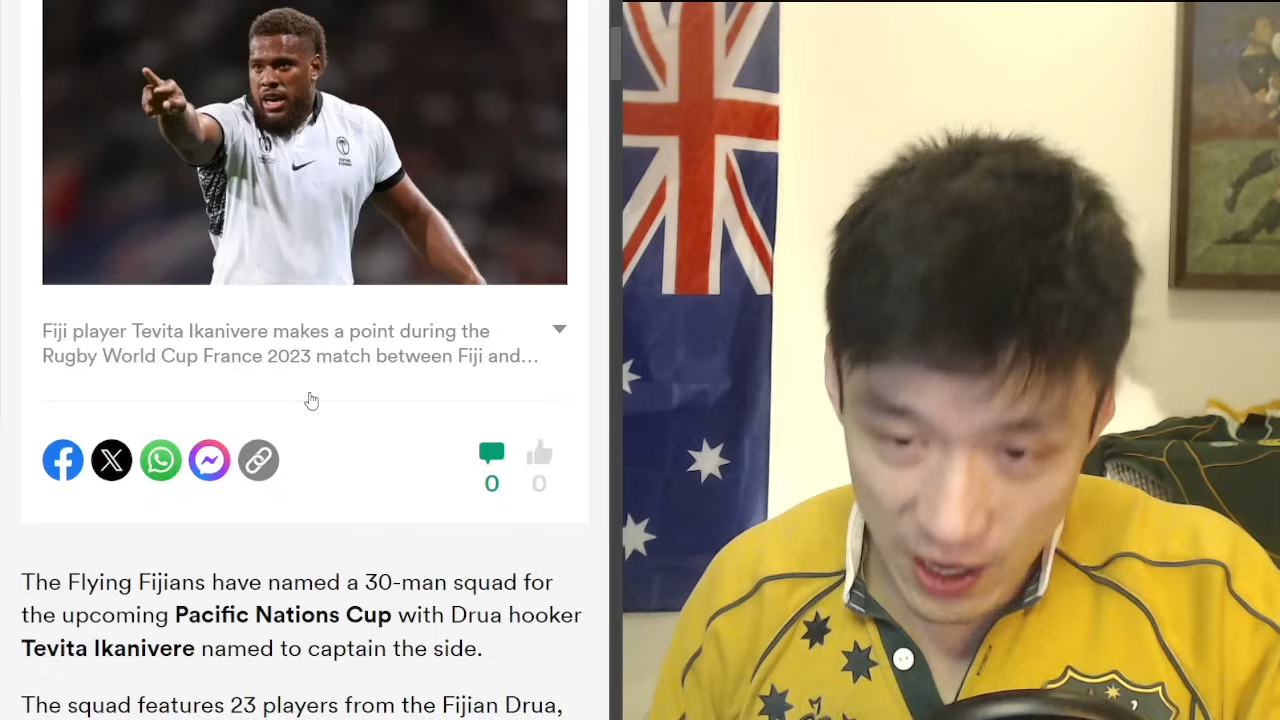 Fiji player Tevita Ikanivere makes a point during the
Rugby World Cup France 2023 match between Fiji and...
0 0
The Flying Fijians have named a 30-man squad for
the upcoming Pacific Nations Cup with Drua hooker
Tevita Ikanivere named to captain the side.
The squad features 23 players from the Fijian Drua,